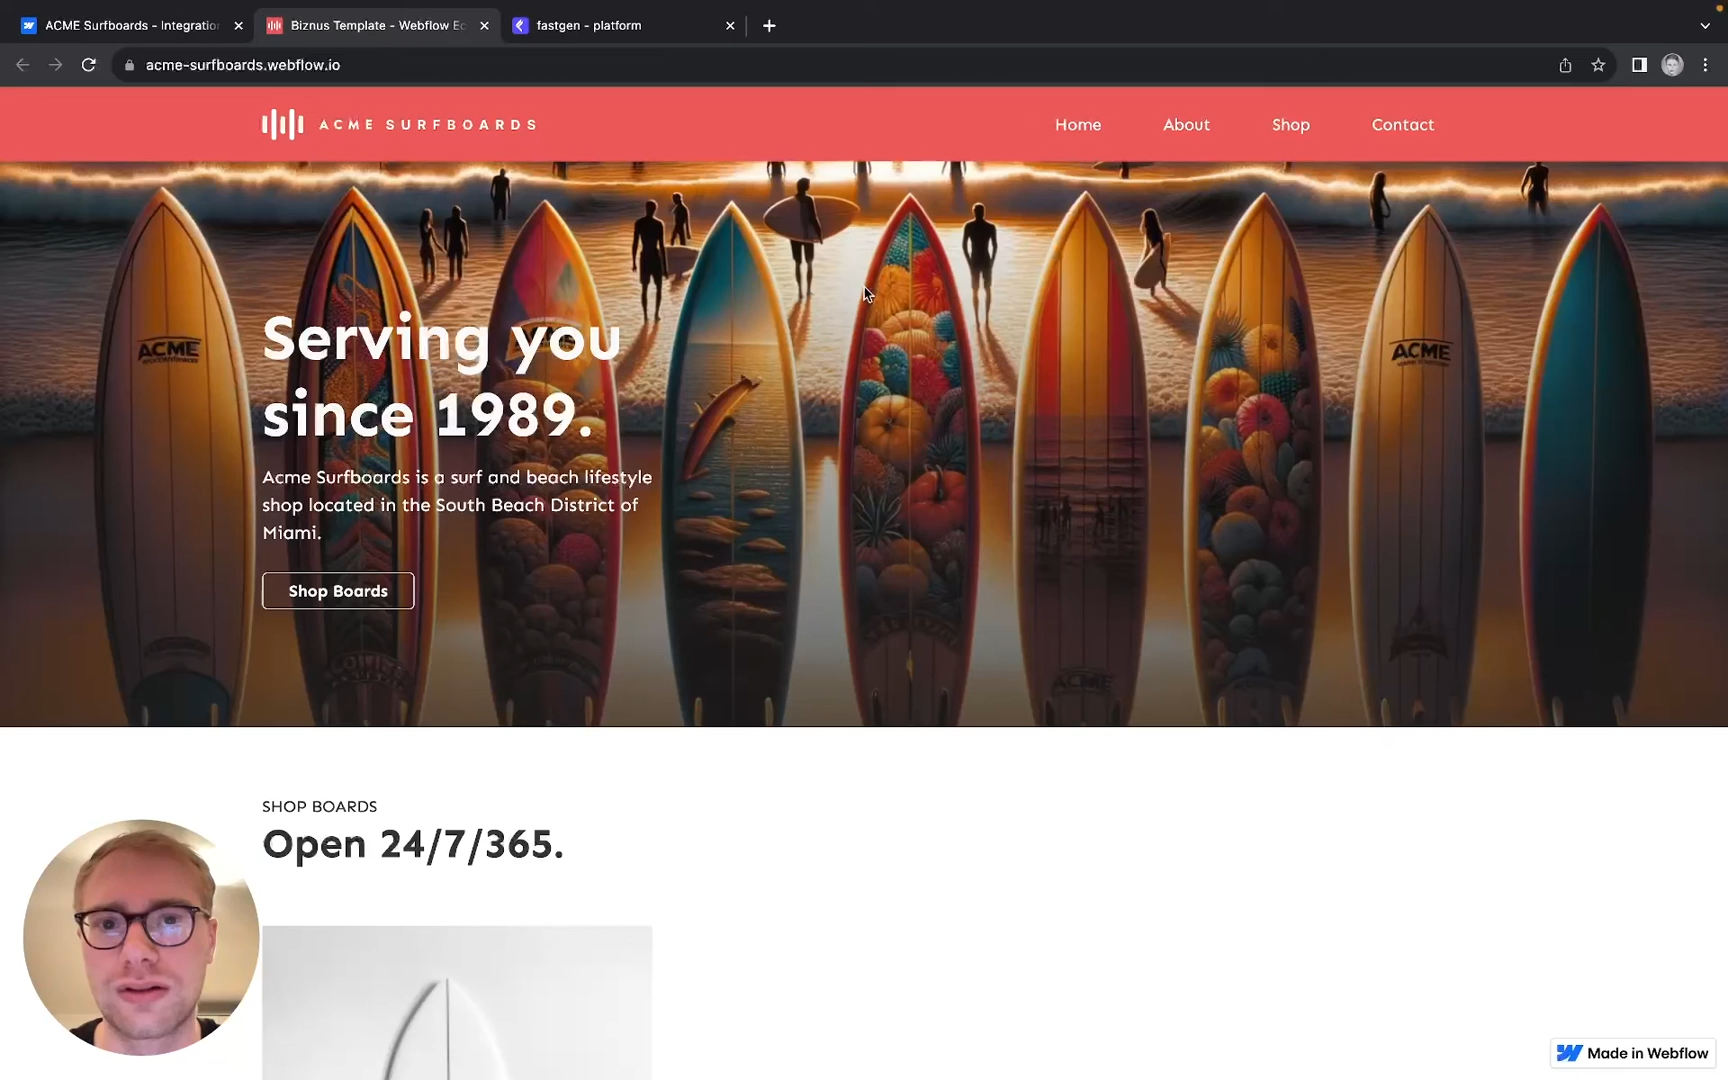 ACME Surfboards - Integration
Biznus Template - Webflow Ec
fastgen - platform
acme-surfboards.webflow.io
ACME SURFBOARDS
Home
About
Shop
Contact
ACME
ACME
Serving you
since 1989.
Acme Surfboards is a surf and beach lifestyle
shop located in the South Beach District of
Miami.
Shop Boards
SHOP BOARDS
Open 24/7/365.
Made in Webflow